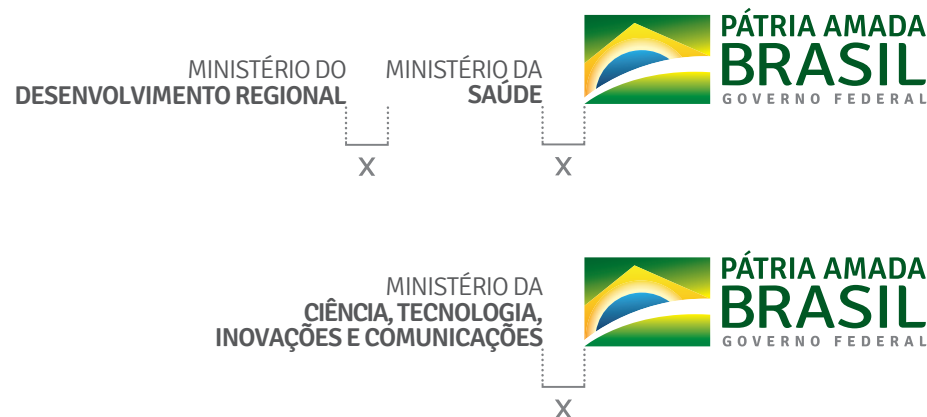 MINISTÉRIO DO
DESENVOLVIMENTO REGIONAL
MINISTÉRIO DA
SAÚDE
PÁTRIA AMADA
BRASIL
GOVERNO FEDERAL
X
X
MINISTÉRIO DA
CIÊNCIA, TECNOLOGIA,
INOVAÇÕES E COMUNICAÇÕES
PÁTRIA AMADA
BRASIL
GOVERNO FEDERAL
X